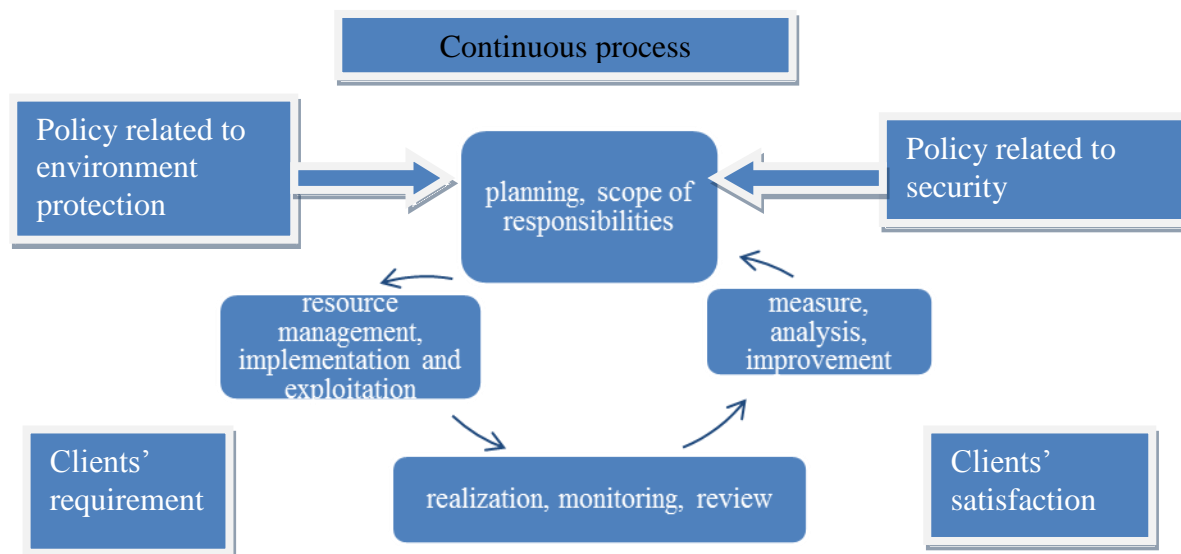 Continuous process
Policy related to
environment
protection
Policy related to
security
planning, scope of
responsibilities
resource
management,
implementation and
exploitation
measure,
analysis,
improvement
Clients’
requirement
realization, monitoring, review
Clients’
satisfaction